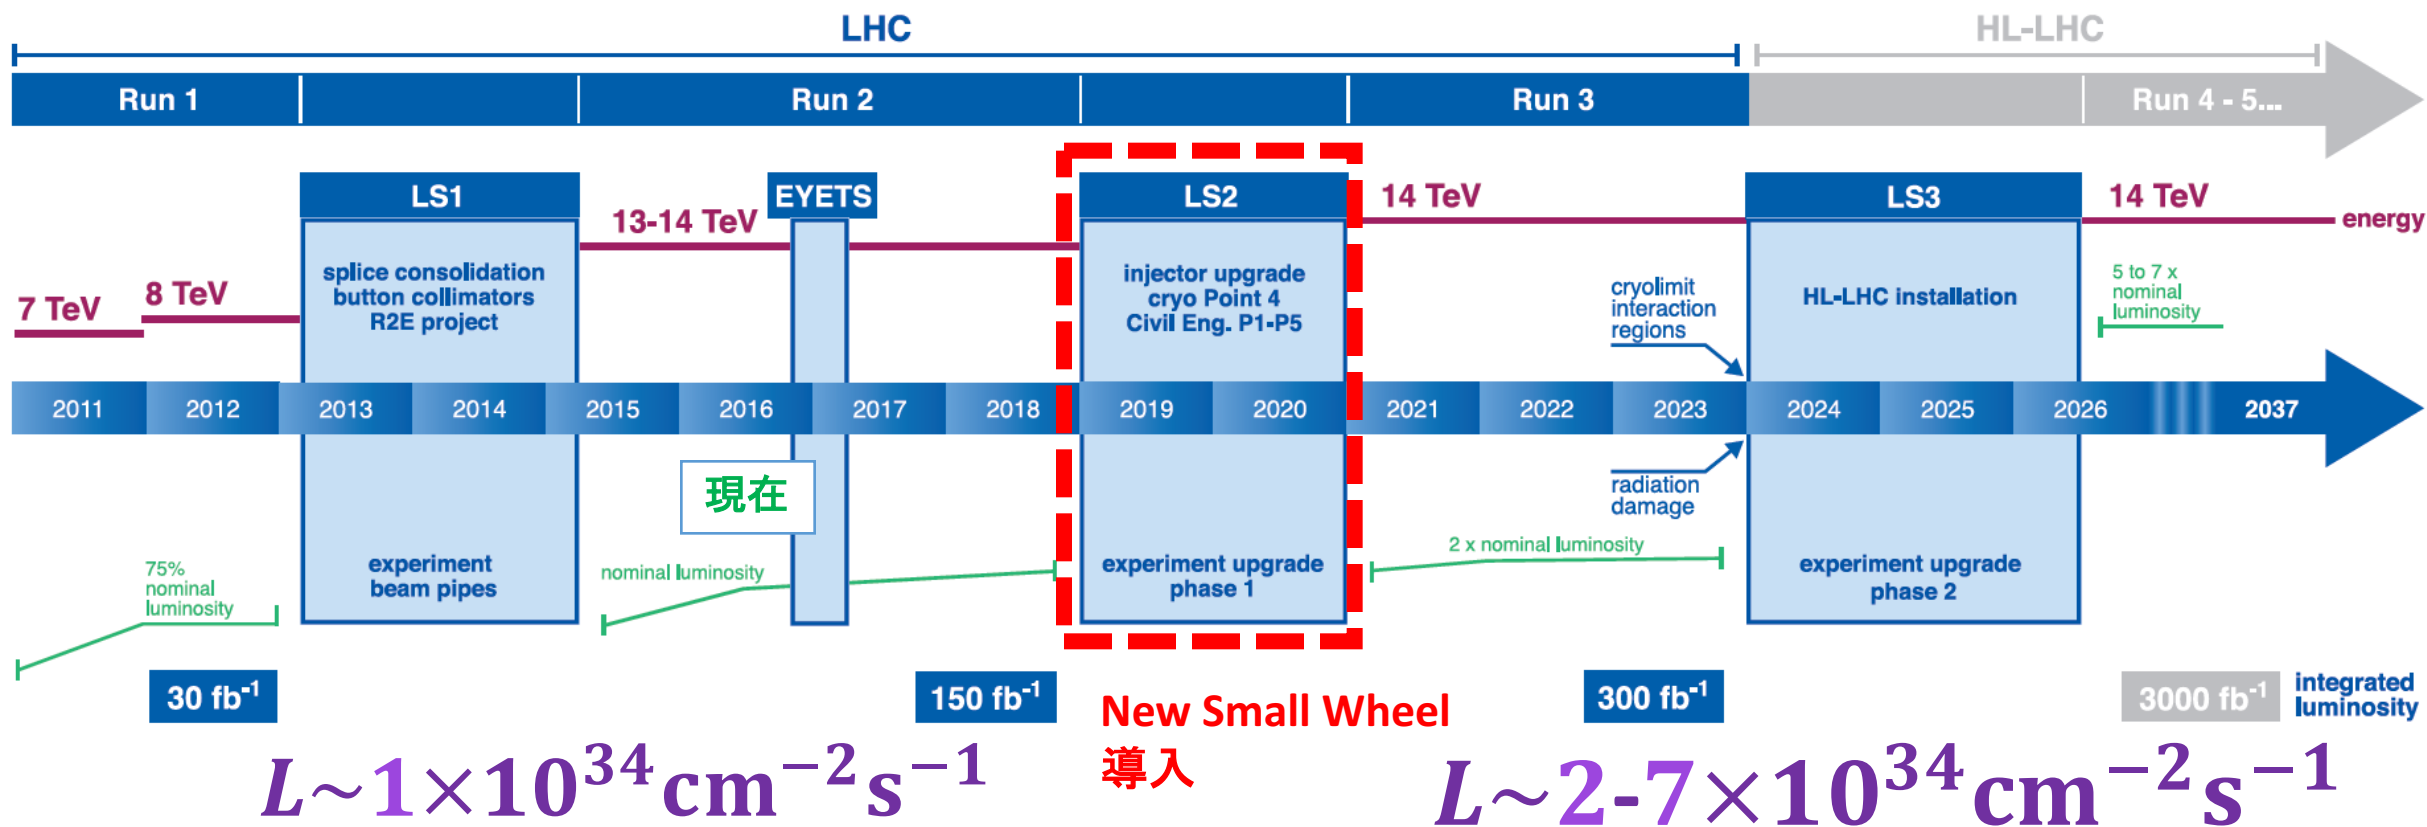 LHC
HL-LHC
Run 1
Run 2
Run 3
Run 4 - 5...
LS1
EYETS
LS2
14 TeV
LS3
14 TeV
13-14 TeV
energy
splice consolidation
button collimators
R2E project
injector upgrade
cryo Point 4
Civil Eng. P1-P5
cryolimit
interaction
regions
HL-LHC installation
5 to 7 x
nominal
luminosity
7 TeV
8 TeV
2011
2012
2013
2014
2015
2016
2017
2018
2019
2020
2021
2022
2023
2024
2025
2026
2037
現在
radiation
damage
75%
nominal
luminosity
experiment
beam pipes
nominal luminosity
experiment upgrade
phase 1
2 x nominal luminosity
experiment upgrade
phase 2
30 fb⁻¹
150 fb⁻¹
New Small Wheel
導入
300 fb⁻¹
3000 fb⁻¹
integrated
luminosity
L~1×10³⁴cm⁻²s⁻¹
L~2-7×10³⁴cm⁻²s⁻¹